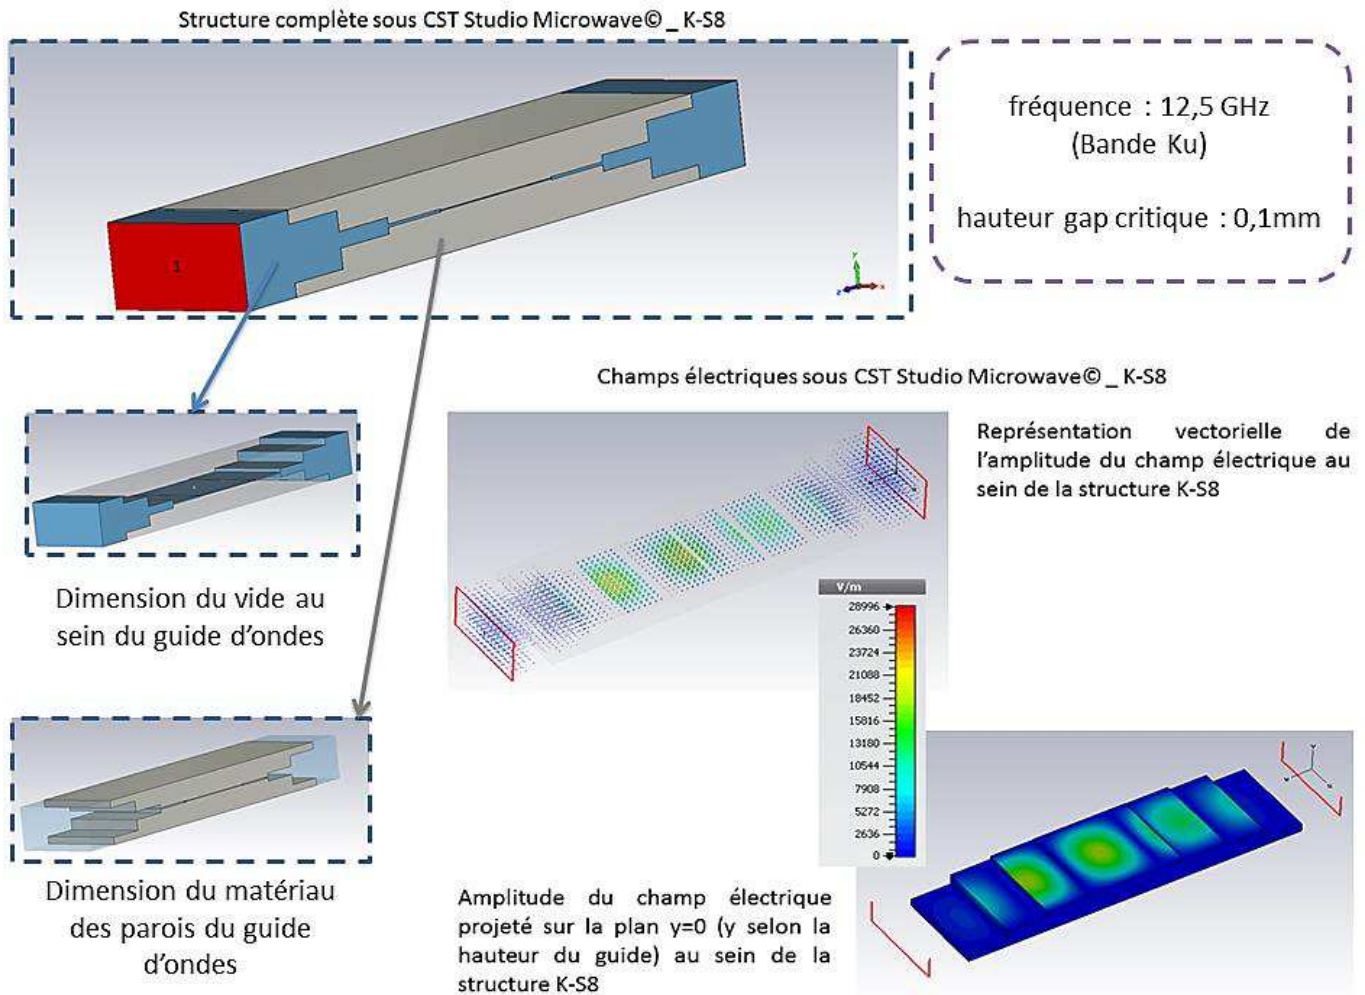 Structure complète sous CST Studio Microwave© _ K-S8
fréquence : 12,5 GHz
(Bande Ku)
hauteur gap critique : 0,1mm
1
y
x
z
Champs électriques sous CST Studio Microwave© _ K-S8
Représentation vectorielle de
l'amplitude du champ électrique au
sein de la structure K-S8
Dimension du vide au
sein du guide d'ondes
V/m
28996
26360
23724
21088
18452
15816
13180
10544
7908
5272
2636
0
Dimension du matériau
des parois du guide
d'ondes
Amplitude du champ électrique
projeté sur la plan y=0 (y selon la
hauteur du guide) au sein de la
structure K-S8